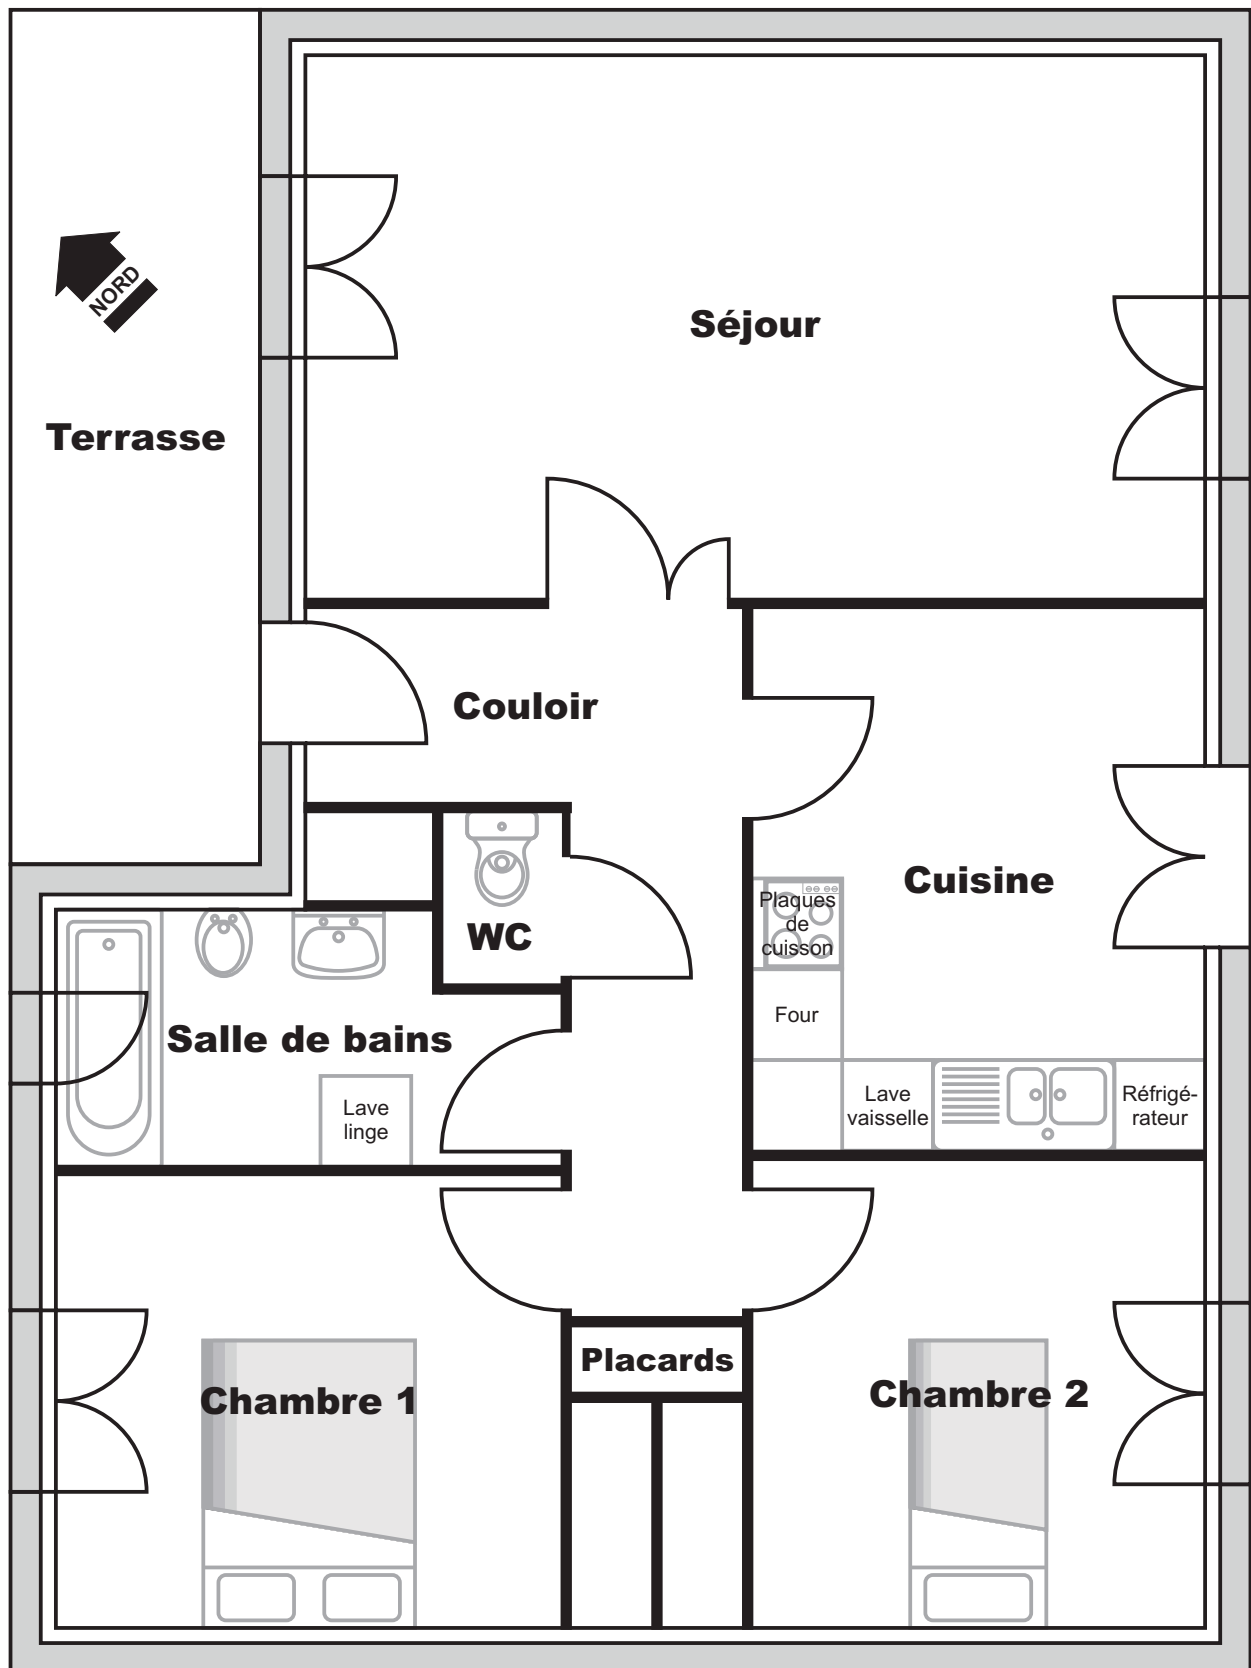 NORD
Séjour
Terrasse
Couloir
Cuisine
Plaques
de
cuisson
WC
Four
Salle de bains
Lave
linge
Lave
vaisselle
Réfrigé-
rateur
Placards
Chambre 1
Chambre 2